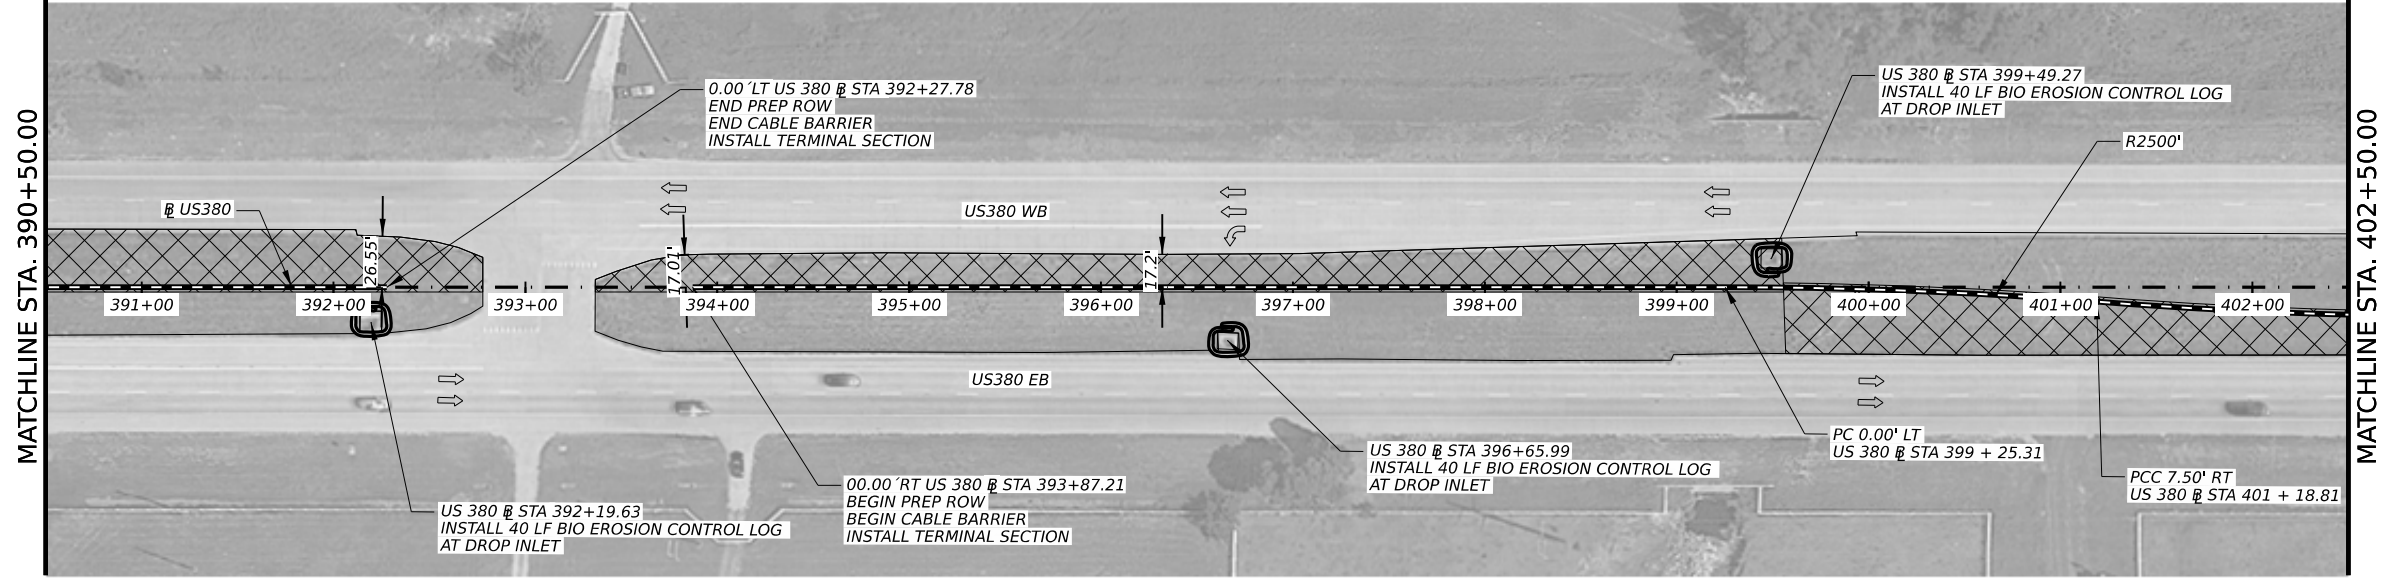 MATCHLINE STA. 390+50.00
0.00´LT US 380 ℄ STA 392+27.78
END PREP ROW
END CABLE BARRIER
INSTALL TERMINAL SECTION
US 380 ℄ STA 399+49.27
INSTALL 40 LF BIO EROSION CONTROL LOG
AT DROP INLET
R2500'
MATCHLINE STA. 402+50.00
US380
US380 WB
26.55'
17.01'
17.2'
391+00
392+00
393+00
394+00
395+00
396+00
397+00
398+00
399+00
400+00
401+00
402+00
US380 EB
US 380 STA 392+19.63
INSTALL 40 LF BIO EROSION CONTROL LOG
AT DROP INLET
00.00´RT US 380 STA 393+87.21
BEGIN PREP ROW
BEGIN CABLE BARRIER
INSTALL TERMINAL SECTION
US 380 STA 396+65.99
INSTALL 40 LF BIO EROSION CONTROL LOG
AT DROP INLET
PC 0.00' LT
US 380 STA 399 + 25.31
PCC 7.50' RT
US 380 STA 401 + 18.81